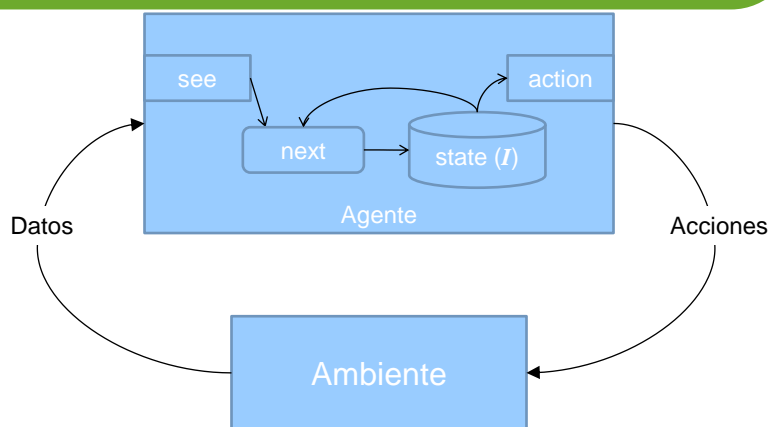 see
action
next
state (I)
Agente
Datos
Acciones
Ambiente